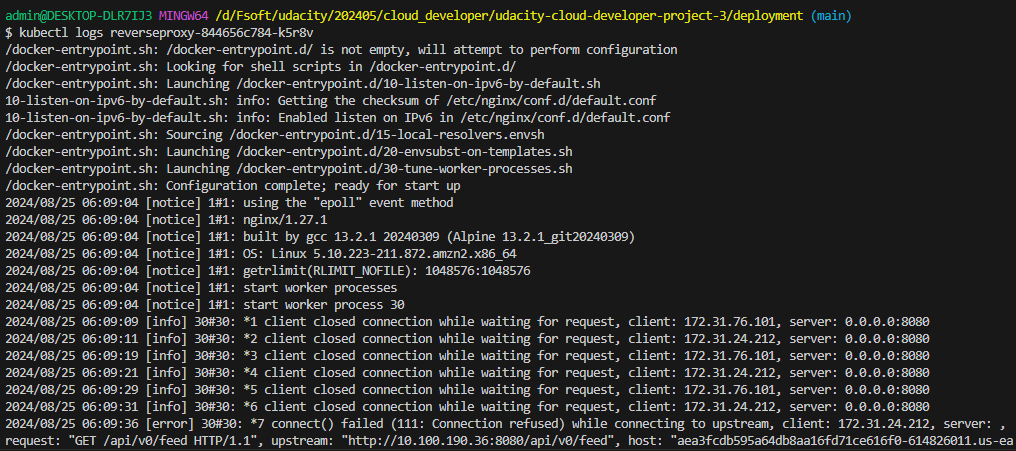 admin@DESKTOP-DLR7IJ3 MINGW64 /d/Fsoft/udacity/202405/cloud_developer/udacity-cloud-developer-project-3/deployment (main)
$ kubectl logs reverseproxy-844656c784-k5r8v
/docker-entrypoint.sh: /docker-entrypoint.d/ is not empty, will attempt to perform configuration
/docker-entrypoint.sh: Looking for shell scripts in /docker-entrypoint.d/
/docker-entrypoint.sh: Launching /docker-entrypoint.d/10-listen-on-ipv6-by-default.sh
10-listen-on-ipv6-by-default.sh: info: Getting the checksum of /etc/nginx/conf.d/default.conf
10-listen-on-ipv6-by-default.sh: info: Enabled listen on IPv6 in /etc/nginx/conf.d/default.conf
/docker-entrypoint.sh: Sourcing /docker-entrypoint.d/15-local-resolvers.envsh
/docker-entrypoint.sh: Launching /docker-entrypoint.d/20-envsubst-on-templates.sh
/docker-entrypoint.sh: Launching /docker-entrypoint.d/30-tune-worker-processes.sh
/docker-entrypoint.sh: Configuration complete; ready for start up
2024/08/25 06:09:04 [notice] 1#1: using the "epoll" event method
2024/08/25 06:09:04 [notice] 1#1: nginx/1.27.1
2024/08/25 06:09:04 [notice] 1#1: built by gcc 13.2.1 20240309 (Alpine 13.2.1_git20240309)
2024/08/25 06:09:04 [notice] 1#1: OS: Linux 5.10.223-211.872.amzn2.x86_64
2024/08/25 06:09:04 [notice] 1#1: getrlimit(RLIMIT_NOFILE): 1048576:1048576
2024/08/25 06:09:04 [notice] 1#1: start worker processes
2024/08/25 06:09:04 [notice] 1#1: start worker process 30
2024/08/25 06:09:09 [info] 30#30: *1 client closed connection while waiting for request, client: 172.31.76.101, server: 0.0.0.0:8080
2024/08/25 06:09:11 [info] 30#30: *2 client closed connection while waiting for request, client: 172.31.24.212, server: 0.0.0.0:8080
2024/08/25 06:09:19 [info] 30#30: *3 client closed connection while waiting for request, client: 172.31.76.101, server: 0.0.0.0:8080
2024/08/25 06:09:21 [info] 30#30: *4 client closed connection while waiting for request, client: 172.31.24.212, server: 0.0.0.0:8080
2024/08/25 06:09:29 [info] 30#30: *5 client closed connection while waiting for request, client: 172.31.76.101, server: 0.0.0.0:8080
2024/08/25 06:09:31 [info] 30#30: *6 client closed connection while waiting for request, client: 172.31.24.212, server: 0.0.0.0:8080
2024/08/25 06:09:36 [error] 30#30: *7 connect() failed (111: Connection refused) while connecting to upstream, client: 172.31.24.212, server: ,
request: "GET /api/v0/feed HTTP/1.1", upstream: "http://10.100.190.36:8080/api/v0/feed", host: "aea3fcdb595a64db8aa16fd71ce616f0-614826011.us-ea